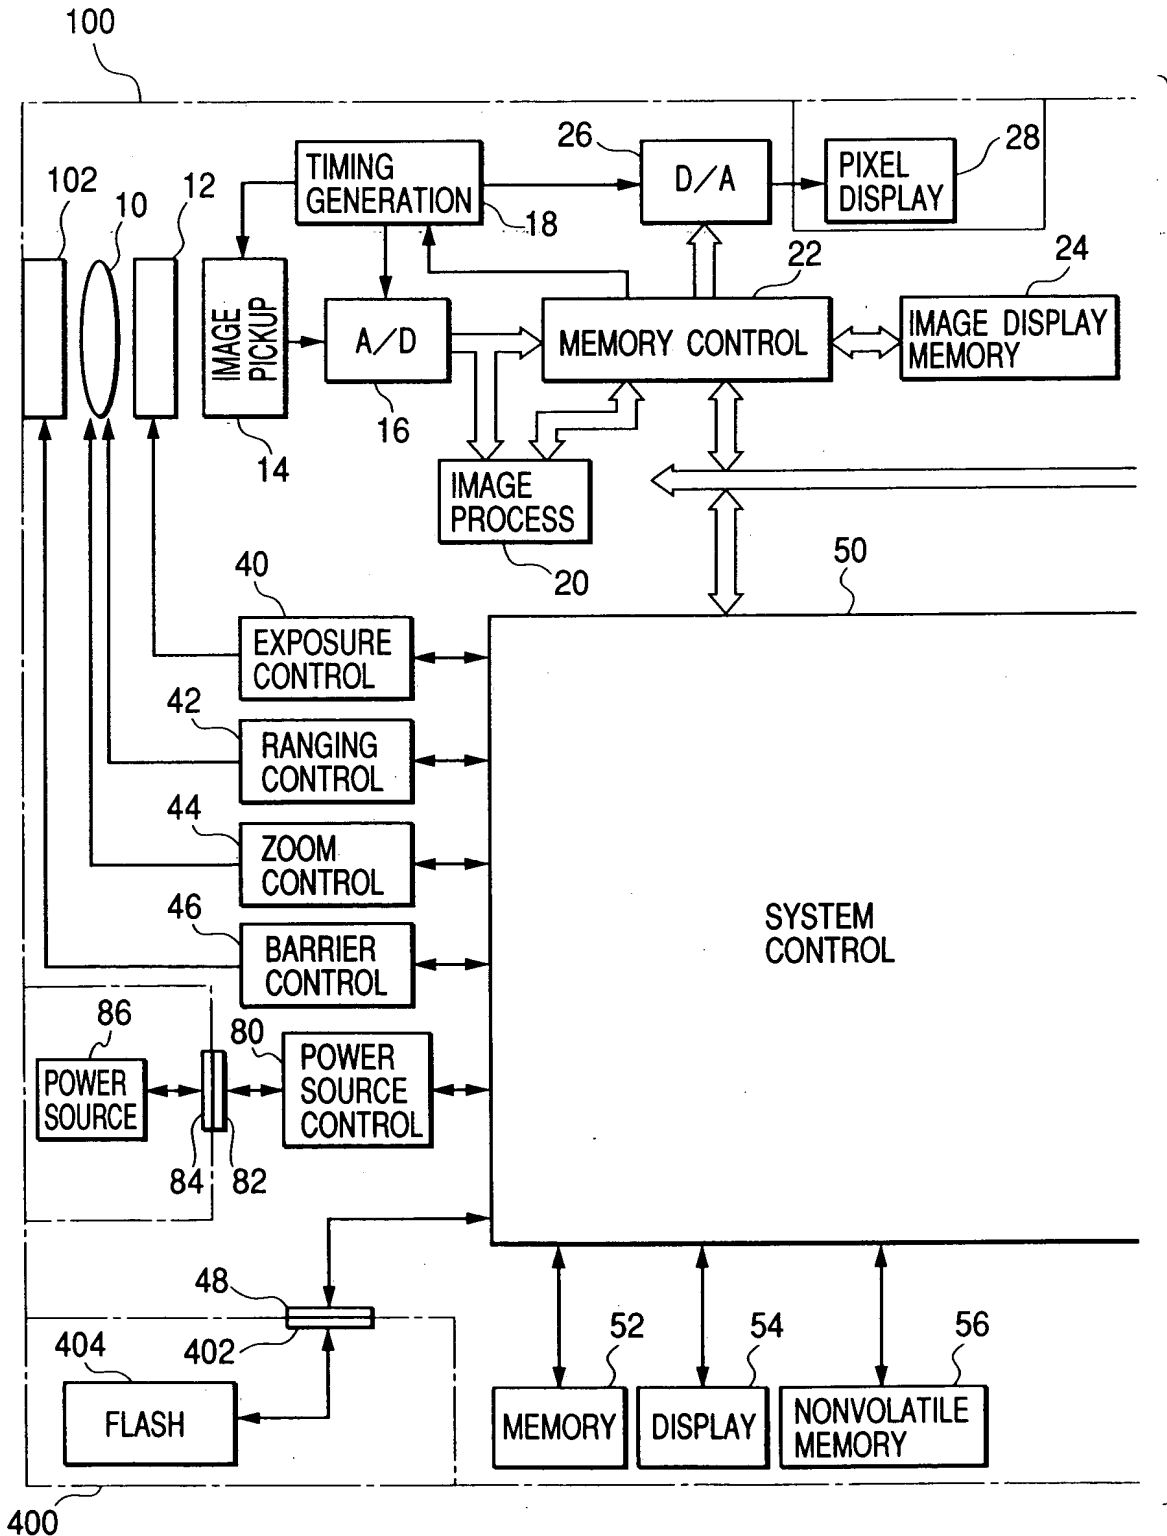 100
102
10
12
TIMING
GENERATION
18
26
D/A
PIXEL
DISPLAY
28
IMAGE
PICKUP
14
A/D
16
MEMORY CONTROL
22
IMAGE DISPLAY
MEMORY
24
IMAGE
PROCESS
20
40
EXPOSURE
CONTROL
42
RANGING
CONTROL
44
ZOOM
CONTROL
46
BARRIER
CONTROL
50
SYSTEM
CONTROL
86
POWER
SOURCE
84
82
80
POWER
SOURCE
CONTROL
48
402
404
FLASH
400
52
MEMORY
54
DISPLAY
56
NONVOLATILE
MEMORY